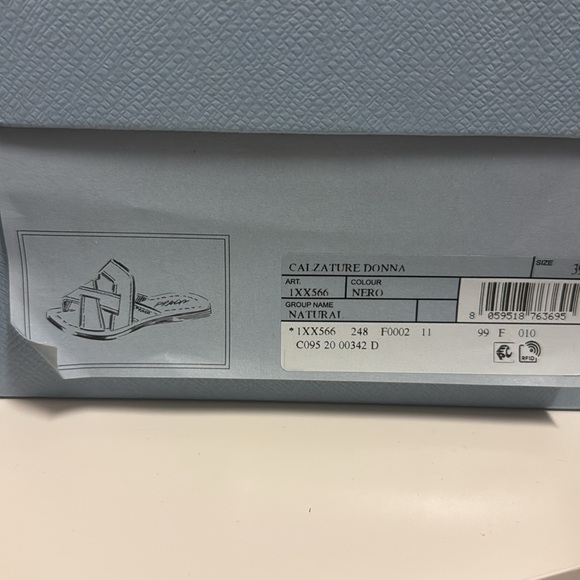 CALZATURE DONNA
SIZE
ART. COLOUR
1XX566 NERO
GROUP NAME
NATURAL
8 059518 763695
*1XX566 248 F0002 11 99 F 010
C095 20 00342 D
RFID